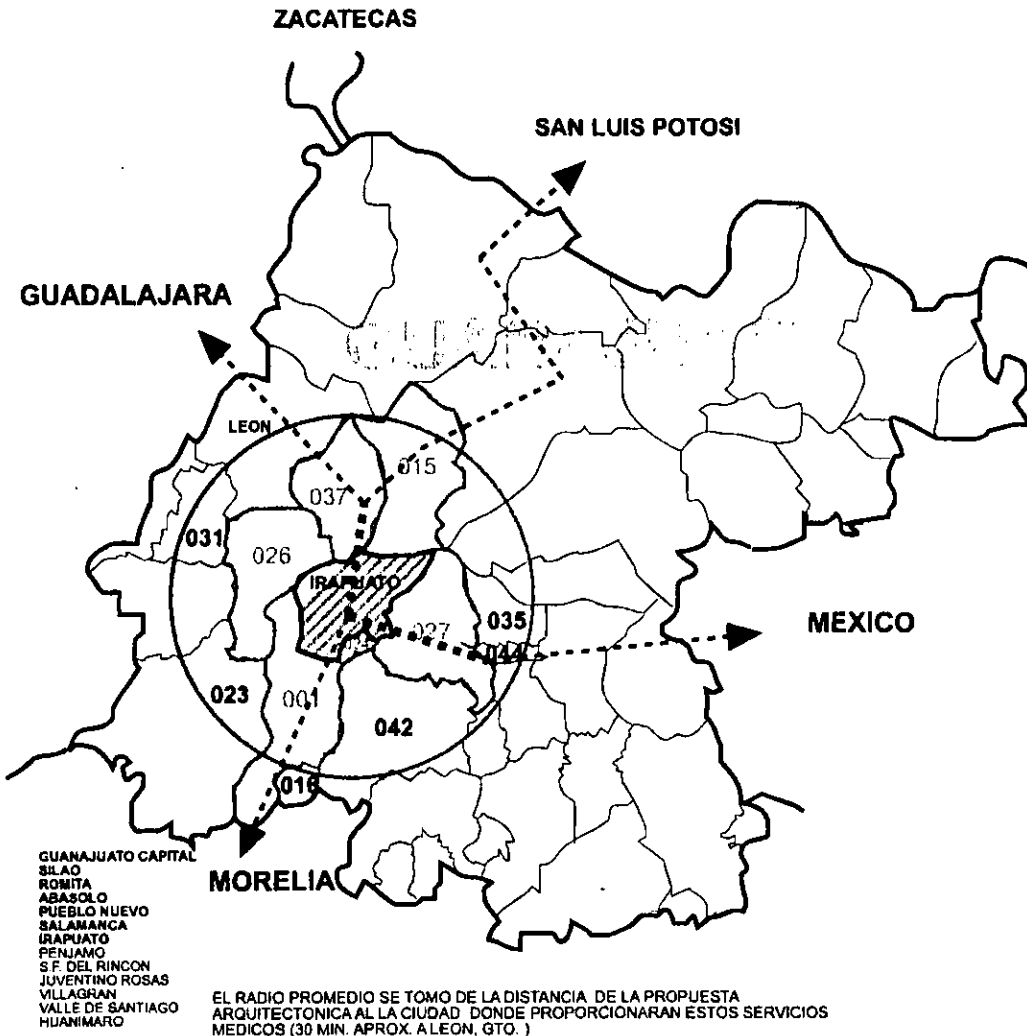 ZACATECAS
SAN LUIS POTOSI
GUADALAJARA
LEON
015
037
031
026
IRAPUATO
035
027
MEXICO
044
023
001
042
016
MORELIA
GUANAJUATO CAPITAL
SILAO
ROMITA
ABASOLO
PUEBLO NUEVO
SALAMANCA
IRAPUATO
PENJAMO
S.F. DEL RINCON
JUVENTINO ROSAS
VILLAGRAN
VALLE DE SANTIAGO
HUANIMARO
EL RADIO PROMEDIO SE TOMO DE LA DISTANCIA DE LA PROPUESTA
ARQUITECTONICA AL LA CIUDAD DONDE PROPORCIONARAN ESTOS SERVICIOS
MEDICOS (30 MIN. APROX. A LEON, GTO. )